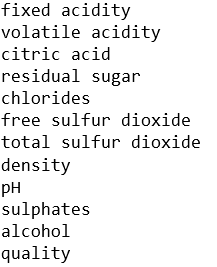 fixed acidity
volatile acidity
citric acid
residual sugar
chlorides
free sulfur dioxide
total sulfur dioxide
density
pH
sulphates
alcohol
quality